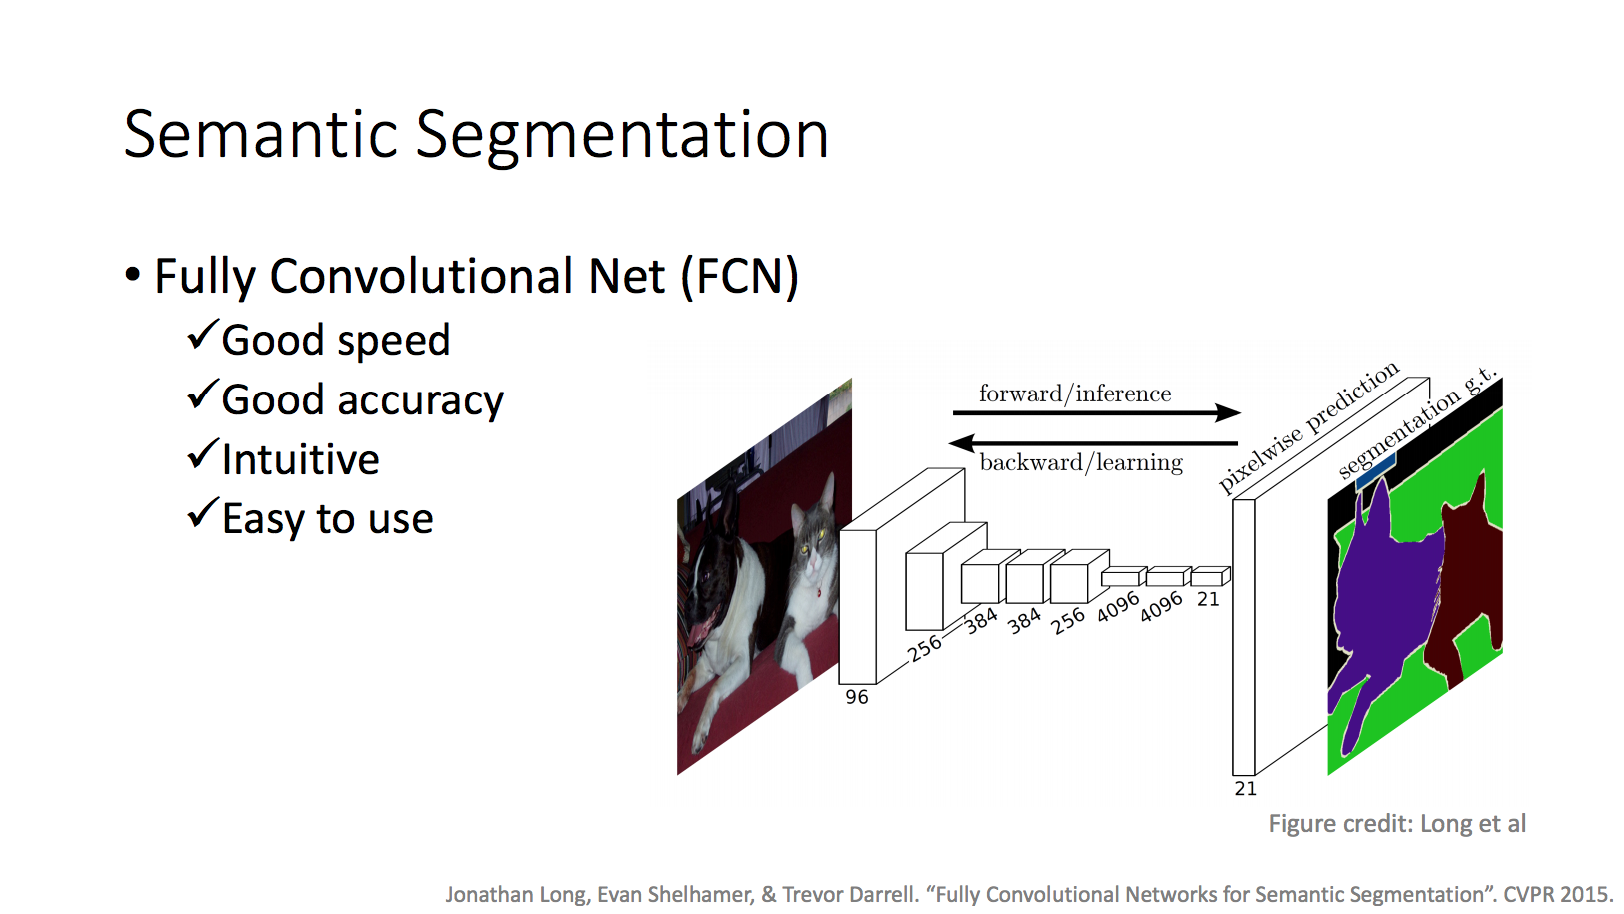 Semantic Segmentation
• Fully Convolutional Net (FCN)
✓Good speed
✓Good accuracy
✓Intuitive
✓Easy to use
forward/inference
backward/learning
pixelwise prediction
segmentation g.t.
96
256
384
384
256
4096
4096
21
21
Figure credit: Long et al
Jonathan Long, Evan Shelhamer, & Trevor Darrell. “Fully Convolutional Networks for Semantic Segmentation”. CVPR 2015.